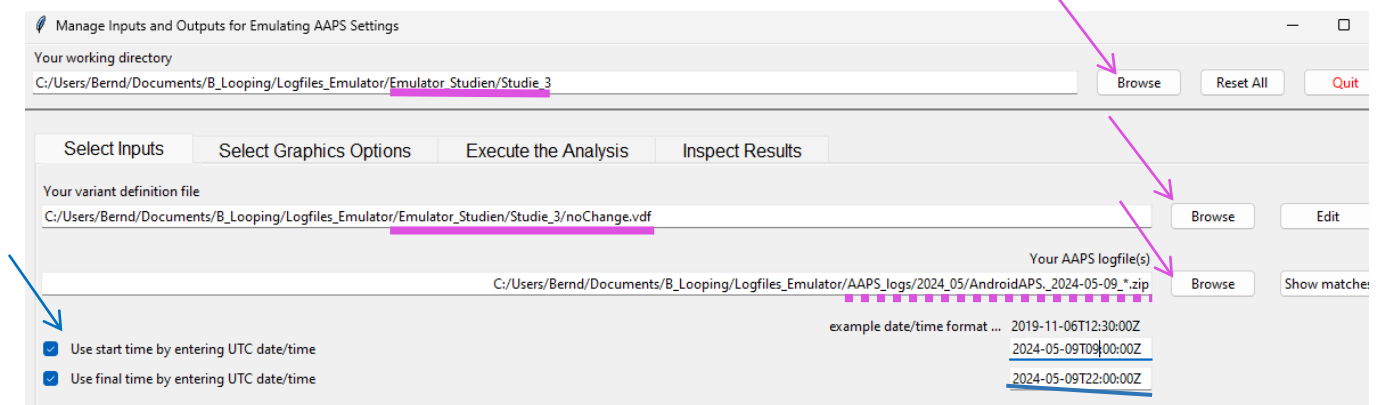 Manage Inputs and Outputs for Emulating AAPS Settings
Your working directory
C:/Users/Bernd/Documents/B_Looping/Logfiles_Emulator/Emulator_Studien/Studie_3 Browse Reset All Quit
Select Inputs Select Graphics Options Execute the Analysis Inspect Results
Your variant definition file
C:/Users/Bernd/Documents/B_Looping/Logfiles_Emulator/Emulator_Studien/Studie_3/noChange.vdf Browse Edit
Your AAPS logfile(s)
C:/Users/Bernd/Documents/B_Looping/Logfiles_Emulator/AAPS_logs/2024_05/AndroidAPS._2024-05-09_*.zip Browse Show matches
example date/time format ... 2019-11-06T12:30:00Z
Use start time by entering UTC date/time 2024-05-09T09:00:00Z
Use final time by entering UTC date/time 2024-05-09T22:00:00Z